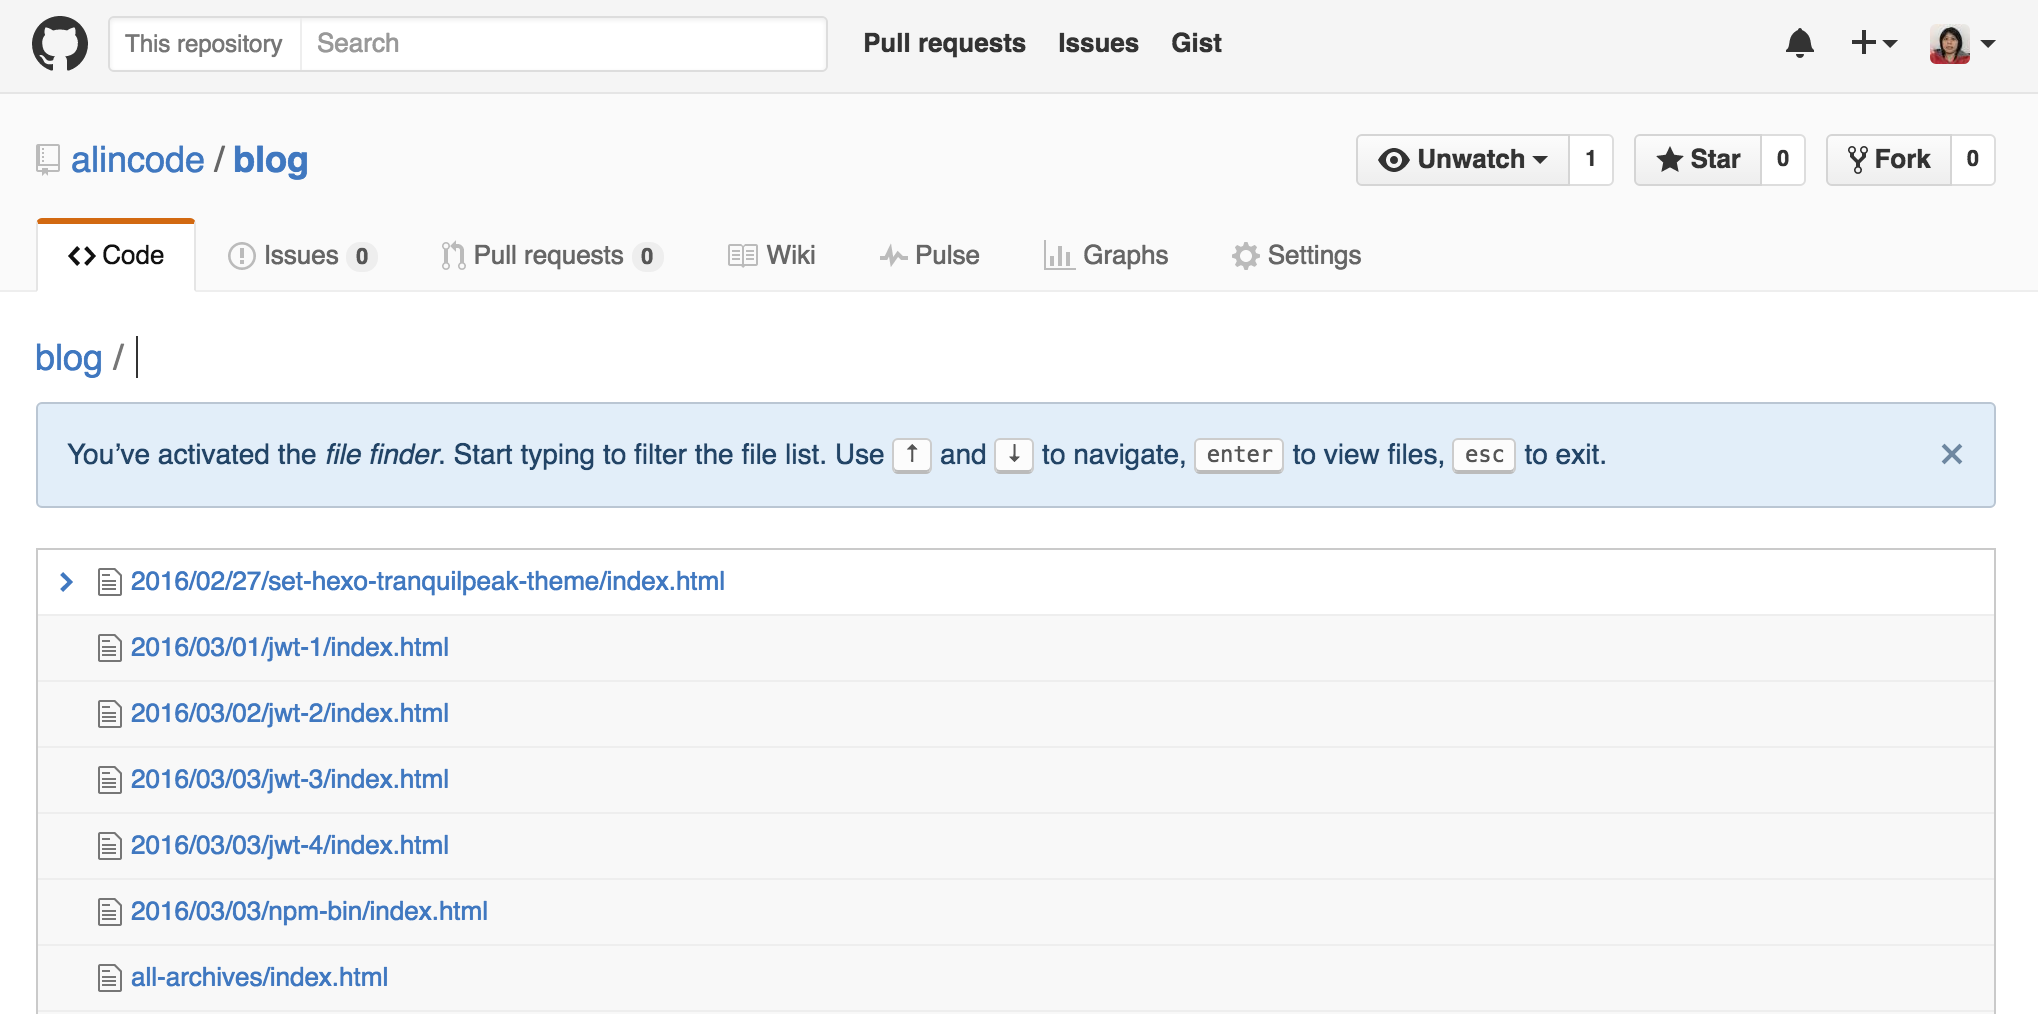 This repository Search Pull requests Issues Gist
alincode / blog Unwatch 1 Star 0 Fork 0
Code Issues 0 Pull requests 0 Wiki Pulse Graphs Settings
blog /
You’ve activated the file finder. Start typing to filter the file list. Use ↑ and ↓ to navigate, enter to view files, esc to exit. ×
2016/02/27/set-hexo-tranquilpeak-theme/index.html
2016/03/01/jwt-1/index.html
2016/03/02/jwt-2/index.html
2016/03/03/jwt-3/index.html
2016/03/03/jwt-4/index.html
2016/03/03/npm-bin/index.html
all-archives/index.html